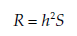 R = h²S